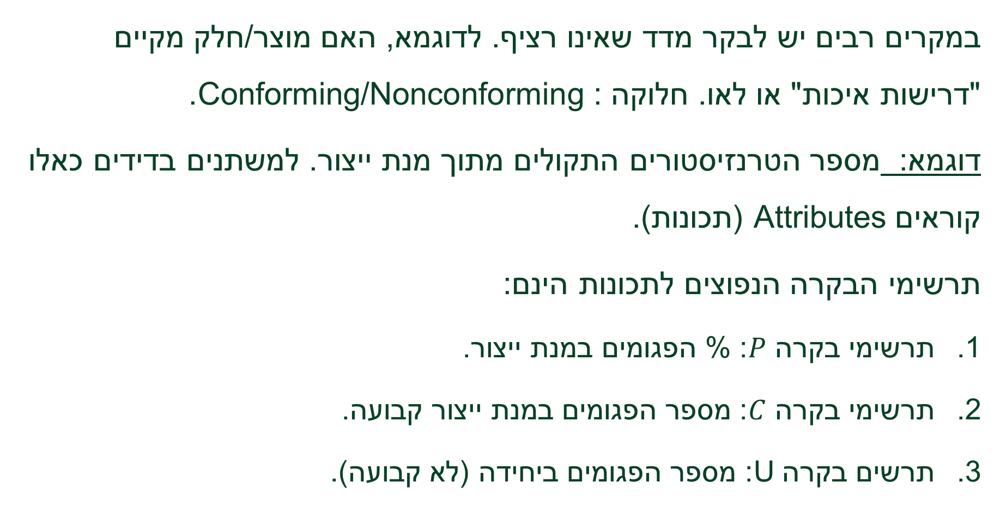 במקרים רבים יש לבקר מדד שאינו רציף. לדוגמא, האם מוצר/חלק מקיים
"דרישות איכות" או לאו. חלוקה : Conforming/Nonconforming.
דוגמא: מספר הטרנזיסטורים התקולים מתוך מנת ייצור. למשתנים בדידים כאלו
קוראים Attributes (תכונות).
תרשימי הבקרה הנפוצים לתכונות הינם:
1. תרשימי בקרה P: % הפגומים במנת ייצור.
2. תרשימי בקרה C: מספר הפגומים במנת ייצור קבועה.
3. תרשים בקרה U: מספר הפגומים ביחידה (לא קבועה).